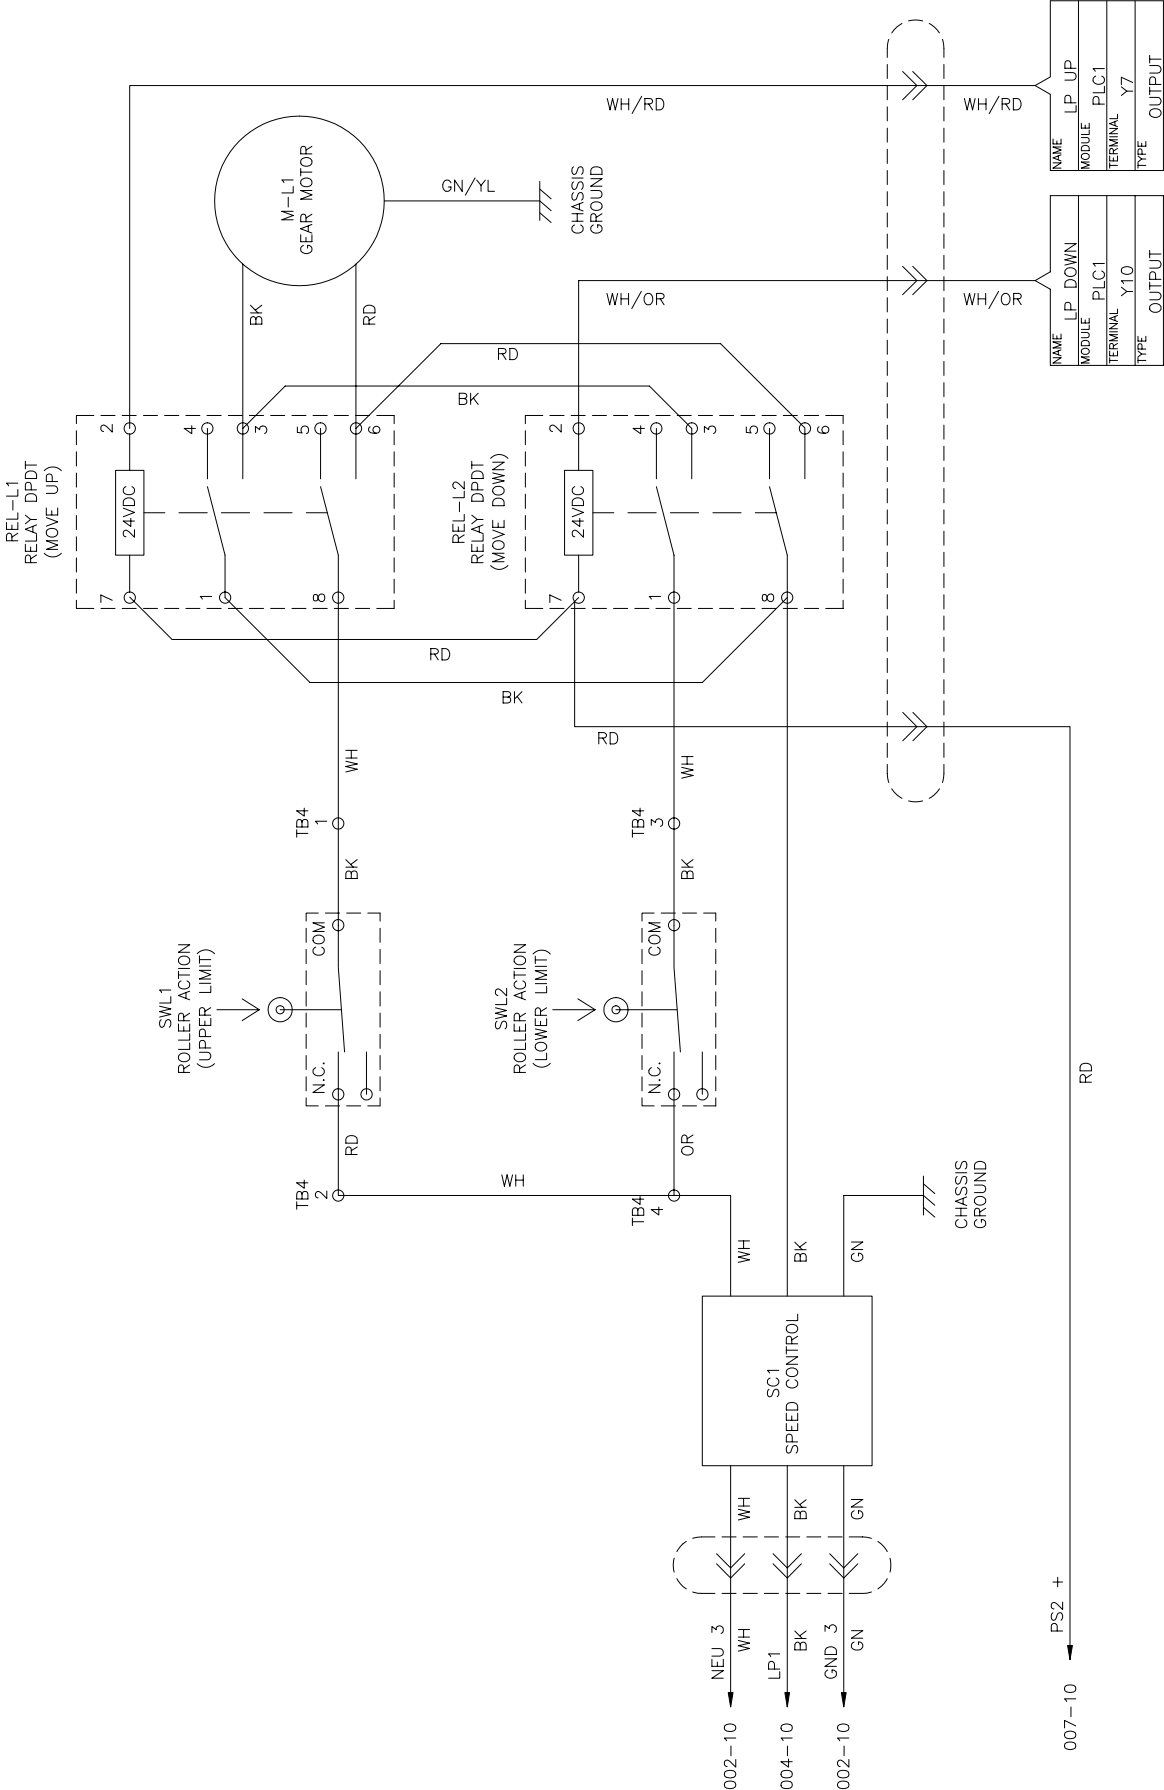 REL-L1
RELAY DPDT
(MOVE UP)
2
24VDC
7
4
3
1
5
6
8
M-L1
GEAR MOTOR
BK
RD
GN/YL
CHASSIS
GROUND
WH/RD
WH/RD
NAME
LP UP
MODULE
PLC1
TERMINAL
Y7
TYPE
OUTPUT
REL-L2
RELAY DPDT
(MOVE DOWN)
2
24VDC
7
4
3
1
5
6
8
RD
BK
WH/OR
WH/OR
NAME
LP DOWN
MODULE
PLC1
TERMINAL
Y10
TYPE
OUTPUT
RD
BK
RD
WH
TB4
1
BK
WH
TB4
3
BK
SWL1
ROLLER ACTION
(UPPER LIMIT)
COM
N.C.
RD
TB4
2
SWL2
ROLLER ACTION
(LOWER LIMIT)
COM
N.C.
OR
TB4
4
WH
WH
BK
GN
CHASSIS
GROUND
RD
SC1
SPEED CONTROL
WH
BK
GN
NEU 3
WH
LP1
BK
GND 3
GN
PS2 +
002-10
004-10
002-10
007-10